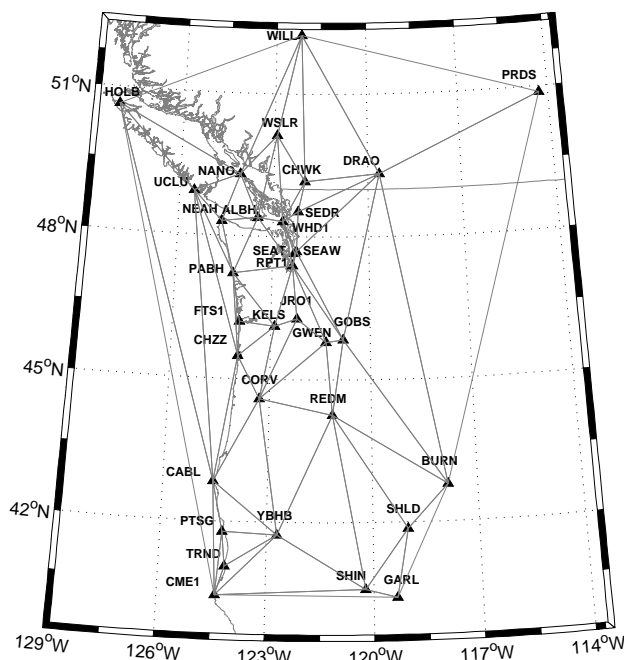 WILL
51°N
PRDS
HOLB
WSLR
NANO
CHWK
DRAO
UCLU
NEAH
ALBH
SEDR
48°N
WHD1
SEAT
SEAW
PABH
RPT1
FTS1
JRO1
KELS
GOBS
GWEN
CHZZ
45°N
CORV
REDM
CABL
BURN
42°N
PTSG
YBHB
SHLD
TRND
CME1
SHIN
GARL
129°W
126°W
123°W
120°W
117°W
114°W